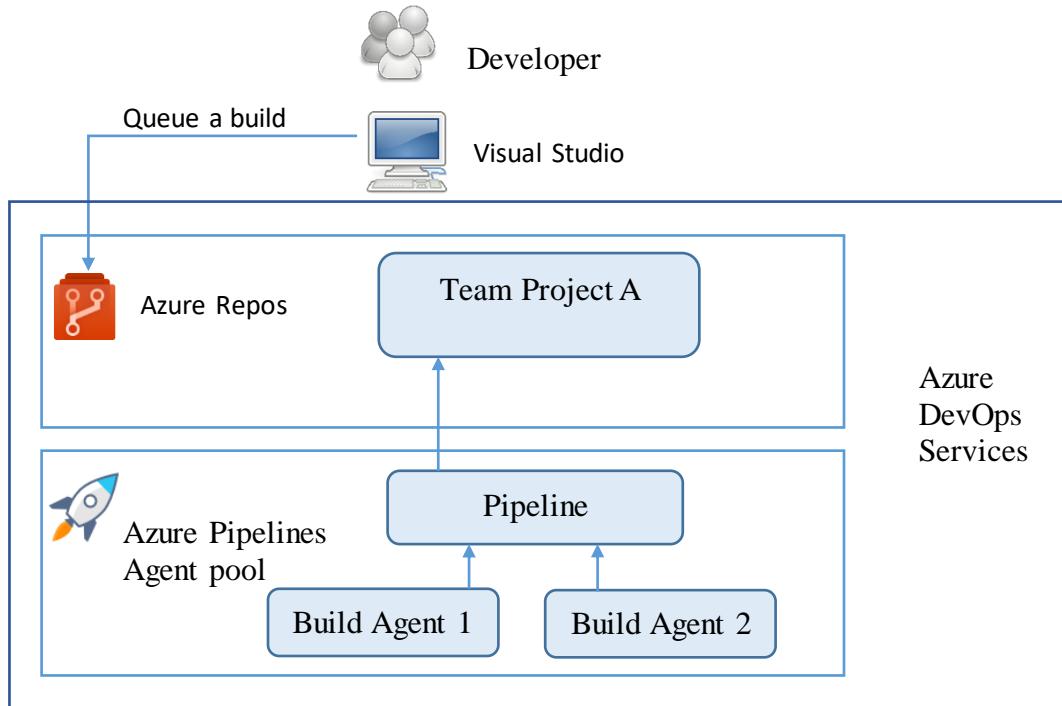 Developer
Queue a build
Visual Studio
Team Project A
Azure Repos
Azure
DevOps
Services
Pipeline
Azure Pipelines
Agent pool
Build Agent 1
Build Agent 2